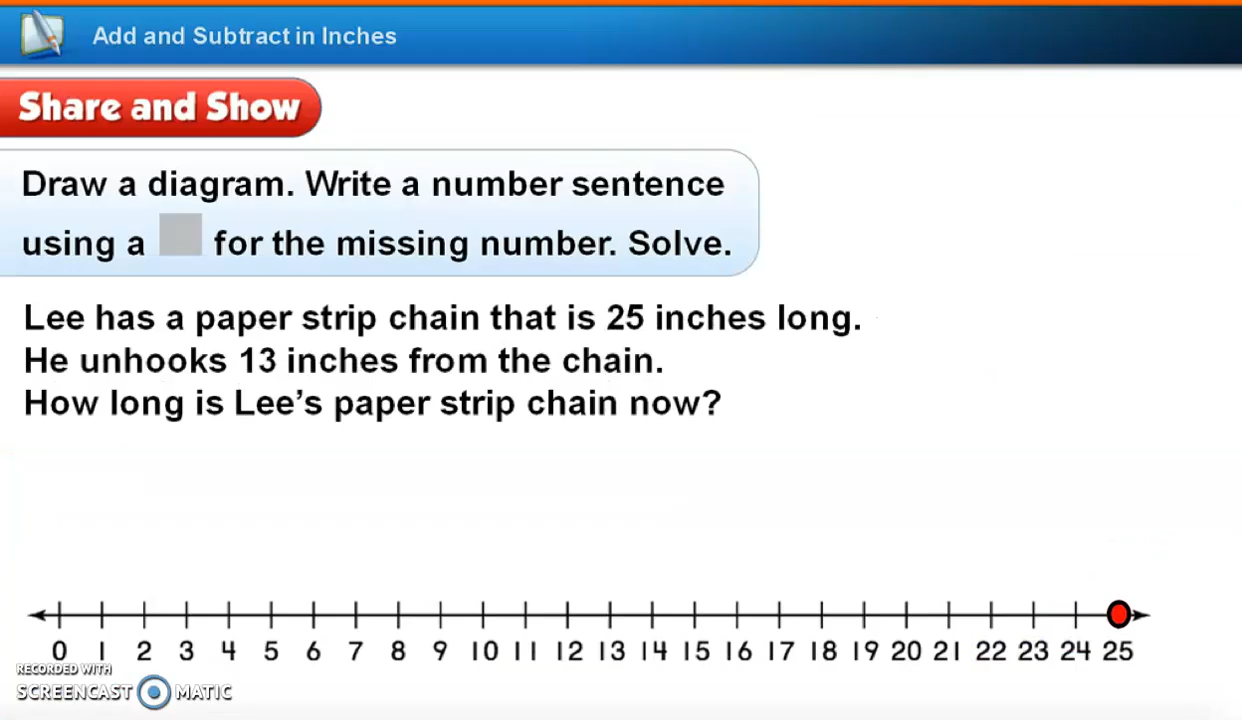 Add and Subtract in Inches
Share and Show
Draw a diagram. Write a number sentence
using a for the missing number. Solve.
Lee has a paper strip chain that is 25 inches long.
He unhooks 13 inches from the chain.
How long is Lee's paper strip chain now?
0 1 2 3 4 5 6 7 8 9 10 11 12 13 14 15 16 17 18 19 20 21 22 23 24 25
RECORDED WITH
SCREENCAST MATIC